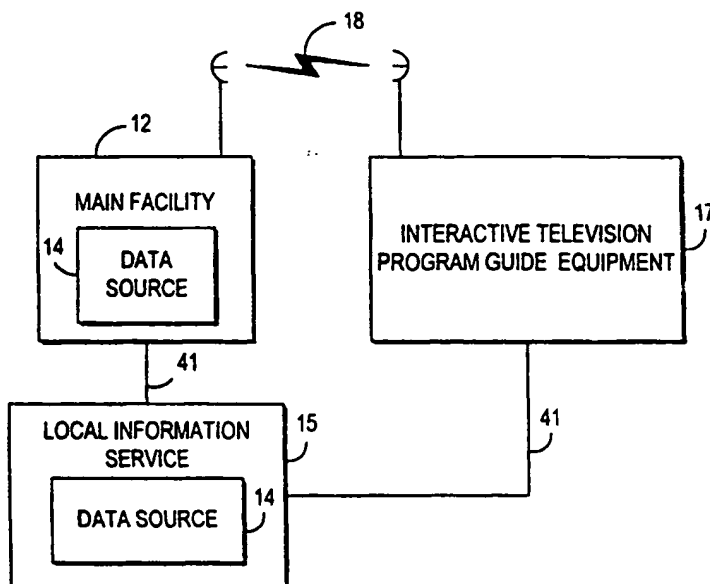 18
12
MAIN FACILITY
14
DATA
SOURCE
17
INTERACTIVE TELEVISION
PROGRAM GUIDE EQUIPMENT
41
LOCAL INFORMATION
SERVICE
15
41
DATA SOURCE
14